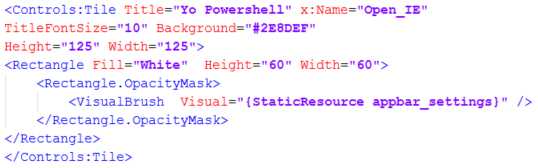 <Controls:Tile Title="Yo Powershell" x:Name="Open_IE"
TitleFontSize="10" Background="#2E8DEF"
Height="125" Width="125">
<Rectangle Fill="White"  Height="60" Width="60">
    <Rectangle.OpacityMask>
        <VisualBrush  Visual="{StaticResource appbar_settings}" />
    </Rectangle.OpacityMask>
</Rectangle>
</Controls:Tile>